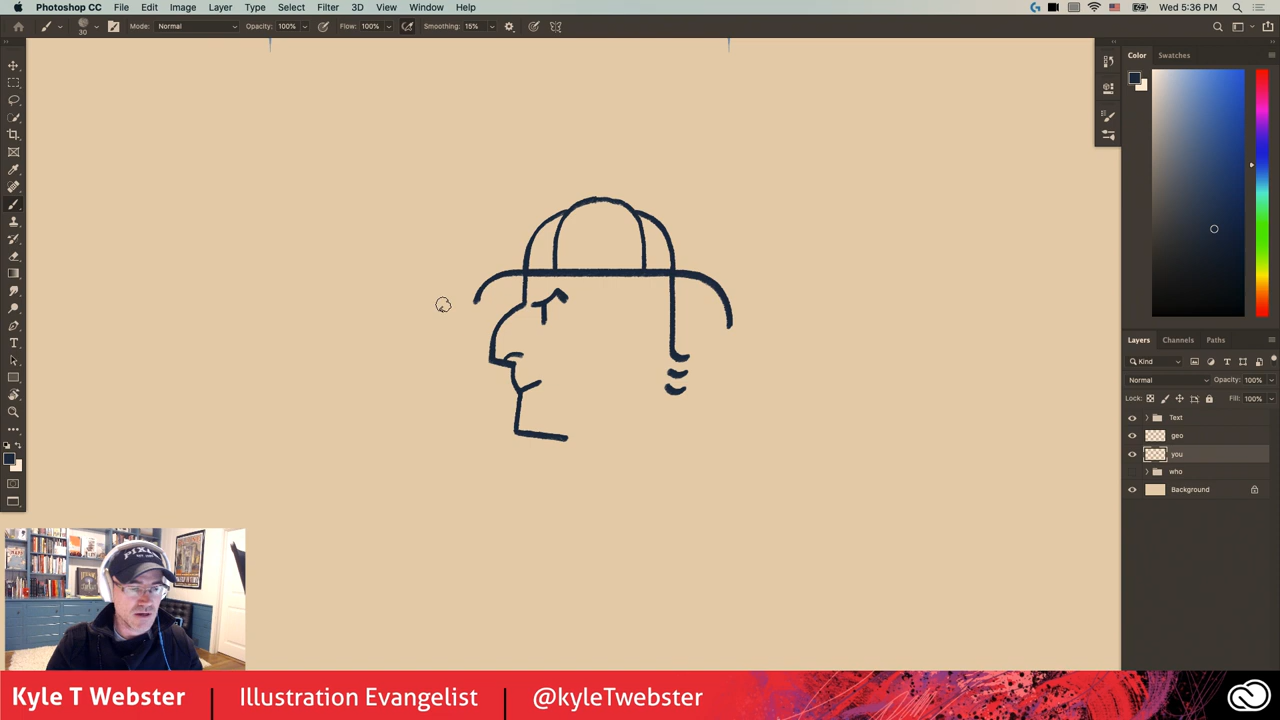 Photoshop CC File Edit Image Layer Type Select Filter 3D View Window Help Wed 5:36 PM
30 Mode: Normal Opacity: 100% Flow: 100% Smoothing: 15%
Color Swatches
Layers Channels Paths
Kind
Normal Opacity: 100%
Lock: Fill: 100%
Text
geo
you
who
Background
PIXAR
Kyle T Webster | Illustration Evangelist | @kyleTwebster